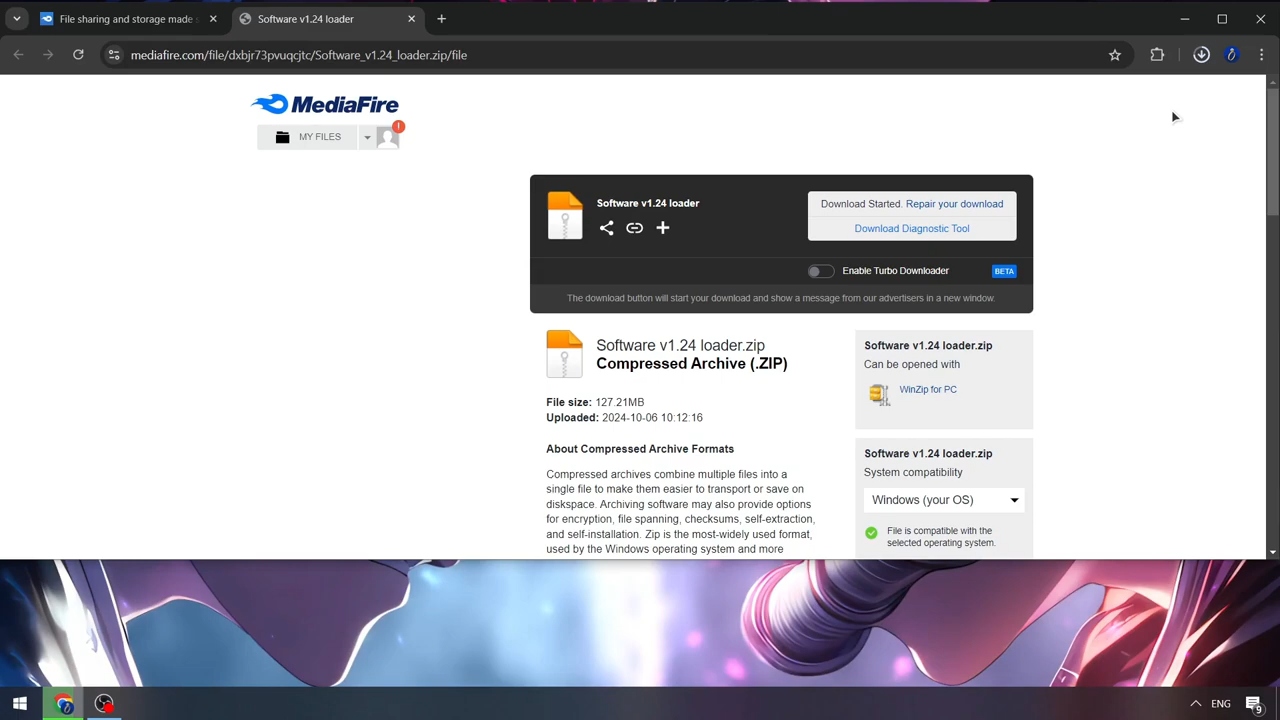 File sharing and storage made s
Software v1.24 loader
mediafire.com/file/dxbjr73pvuqcjtc/Software_v1.24_loader.zip/file
MediaFire
MY FILES
!
Software v1.24 loader
Download Started. Repair your download
Download Diagnostic Tool
Enable Turbo Downloader
BETA
The download button will start your download and show a message from our advertisers in a new window.
Software v1.24 loader.zip
Compressed Archive (.ZIP)
File size: 127.21MB
Uploaded: 2024-10-06 10:12:16
About Compressed Archive Formats
Compressed archives combine multiple files into a
single file to make them easier to transport or save on
diskspace. Archiving software may also provide options
for encryption, file spanning, checksums, self-extraction,
and self-installation. Zip is the most-widely used format,
used by the Windows operating system and more
Software v1.24 loader.zip
Can be opened with
WinZip for PC
Software v1.24 loader.zip
System compatibility
Windows (your OS)
File is compatible with the
selected operating system.
ENG
9